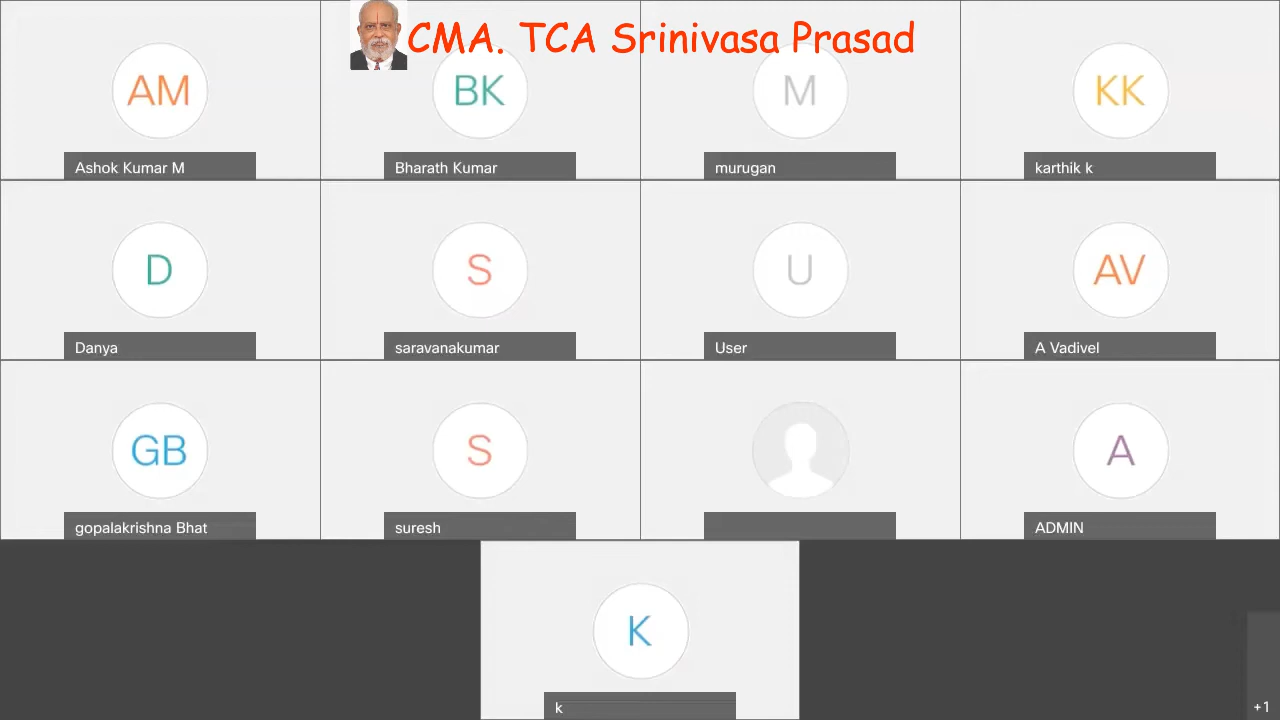 CMA. TCA Srinivasa Prasad
AM
BK
M
KK
Ashok Kumar M
Bharath Kumar
murugan
karthik k
D
S
U
AV
Danya
saravanakumar
User
A Vadivel
GB
S
A
gopalakrishna Bhat
suresh
ADMIN
K
k
+1